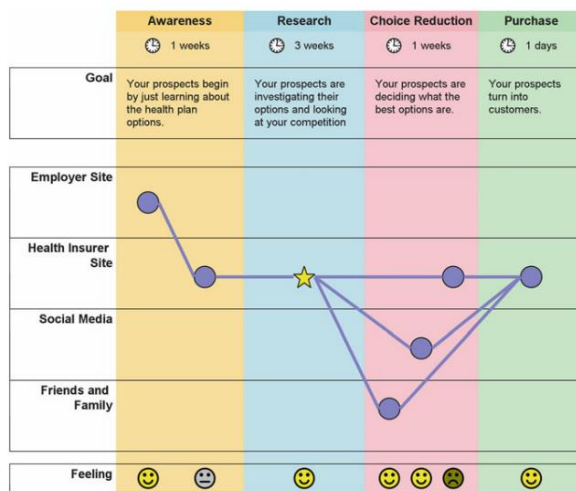 Awareness
Research
Choice Reduction
Purchase
1 weeks
3 weeks
1 weeks
1 days
Goal
Your prospects begin
by just learning about
the health plan
options.
Your prospects are
investigating their
options and looking
at your competition
Your prospects are
deciding what the
best options are.
Your prospects
turn into
customers.
Employer Site
Health Insurer
Site
Social Media
Friends and
Family
Feeling